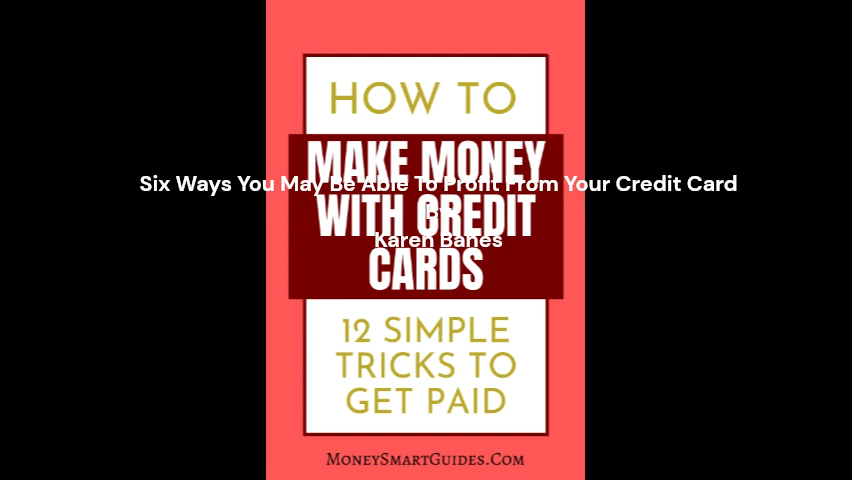 HOW TO
MAKE MONEY
WITH CREDIT
CARDS
12 SIMPLE
TRICKS TO
GET PAID
MoneySmartGuides.Com
Six Ways You May Be Able To Profit From Your Credit Card
By
Karen Banes